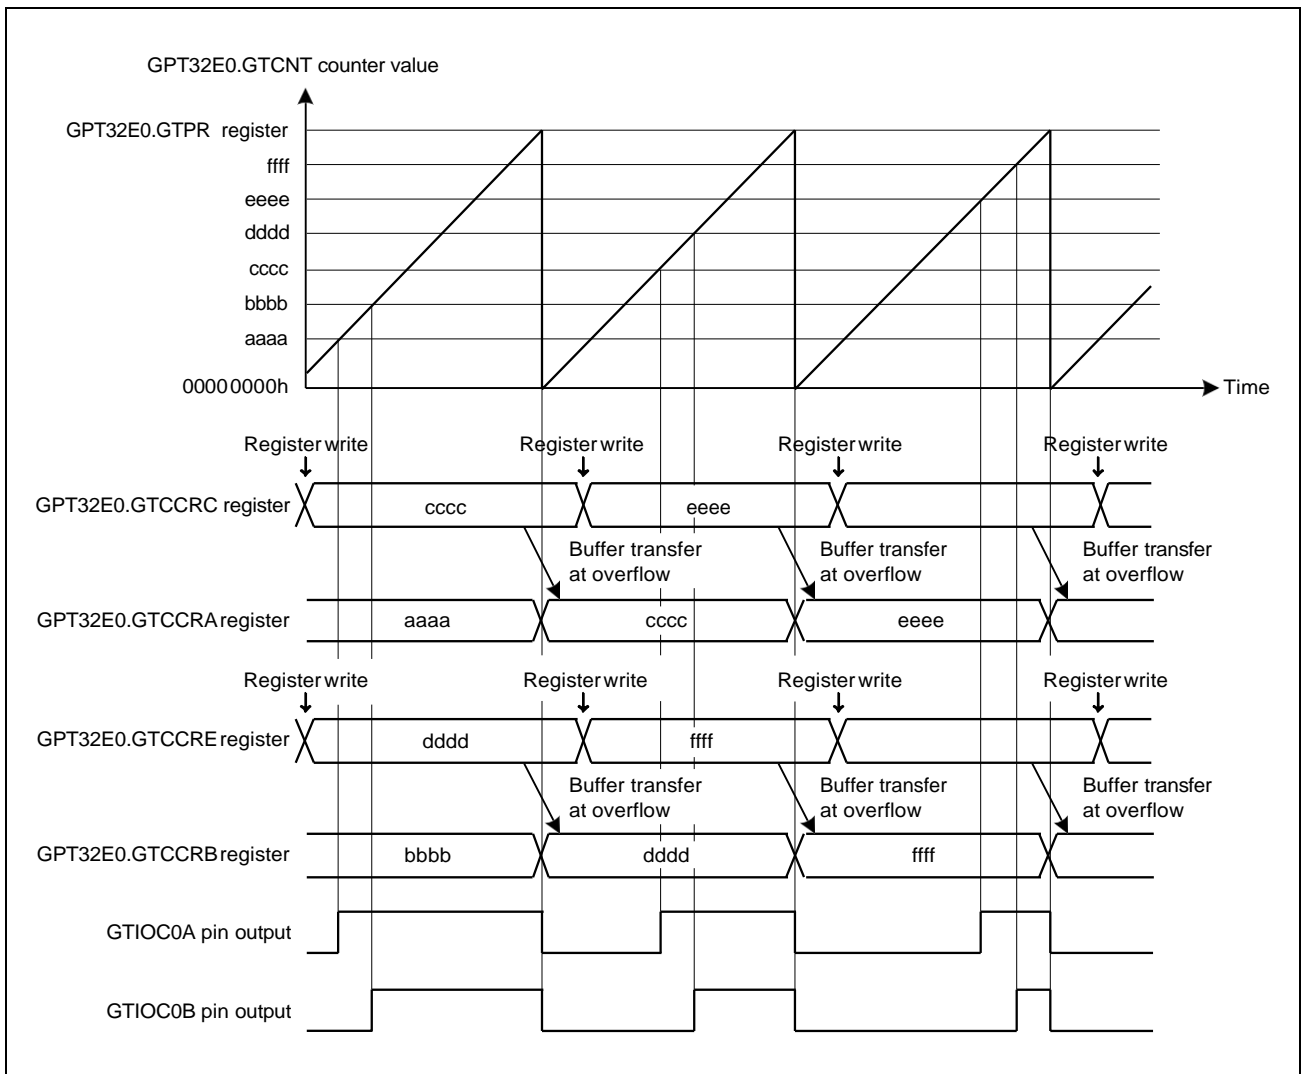 GPT32E0.GTCNT counter value
GPT32E0.GTPR register
ffff
eeee
dddd
cccc
bbbb
aaaa
00000000h
Time
Register write Register write Register write Register write
GPT32E0.GTCCRC register cccc eeee
Buffer transfer Buffer transfer Buffer transfer
at overflow at overflow at overflow
GPT32E0.GTCCRA register aaaa cccc eeee
Register write Register write Register write Register write
GPT32E0.GTCCRE register dddd ffff
Buffer transfer Buffer transfer Buffer transfer
at overflow at overflow at overflow
GPT32E0.GTCCRB register bbbb dddd ffff
GTIOC0A pin output
GTIOC0B pin output